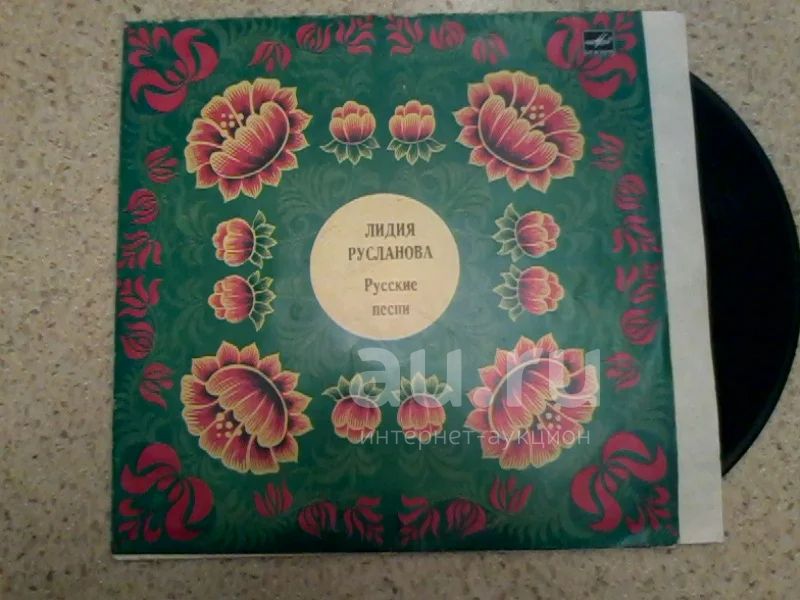 ЛИДИЯ
РУСЛАНОВА
Русские
песни
au.ru
интернет-аукцион